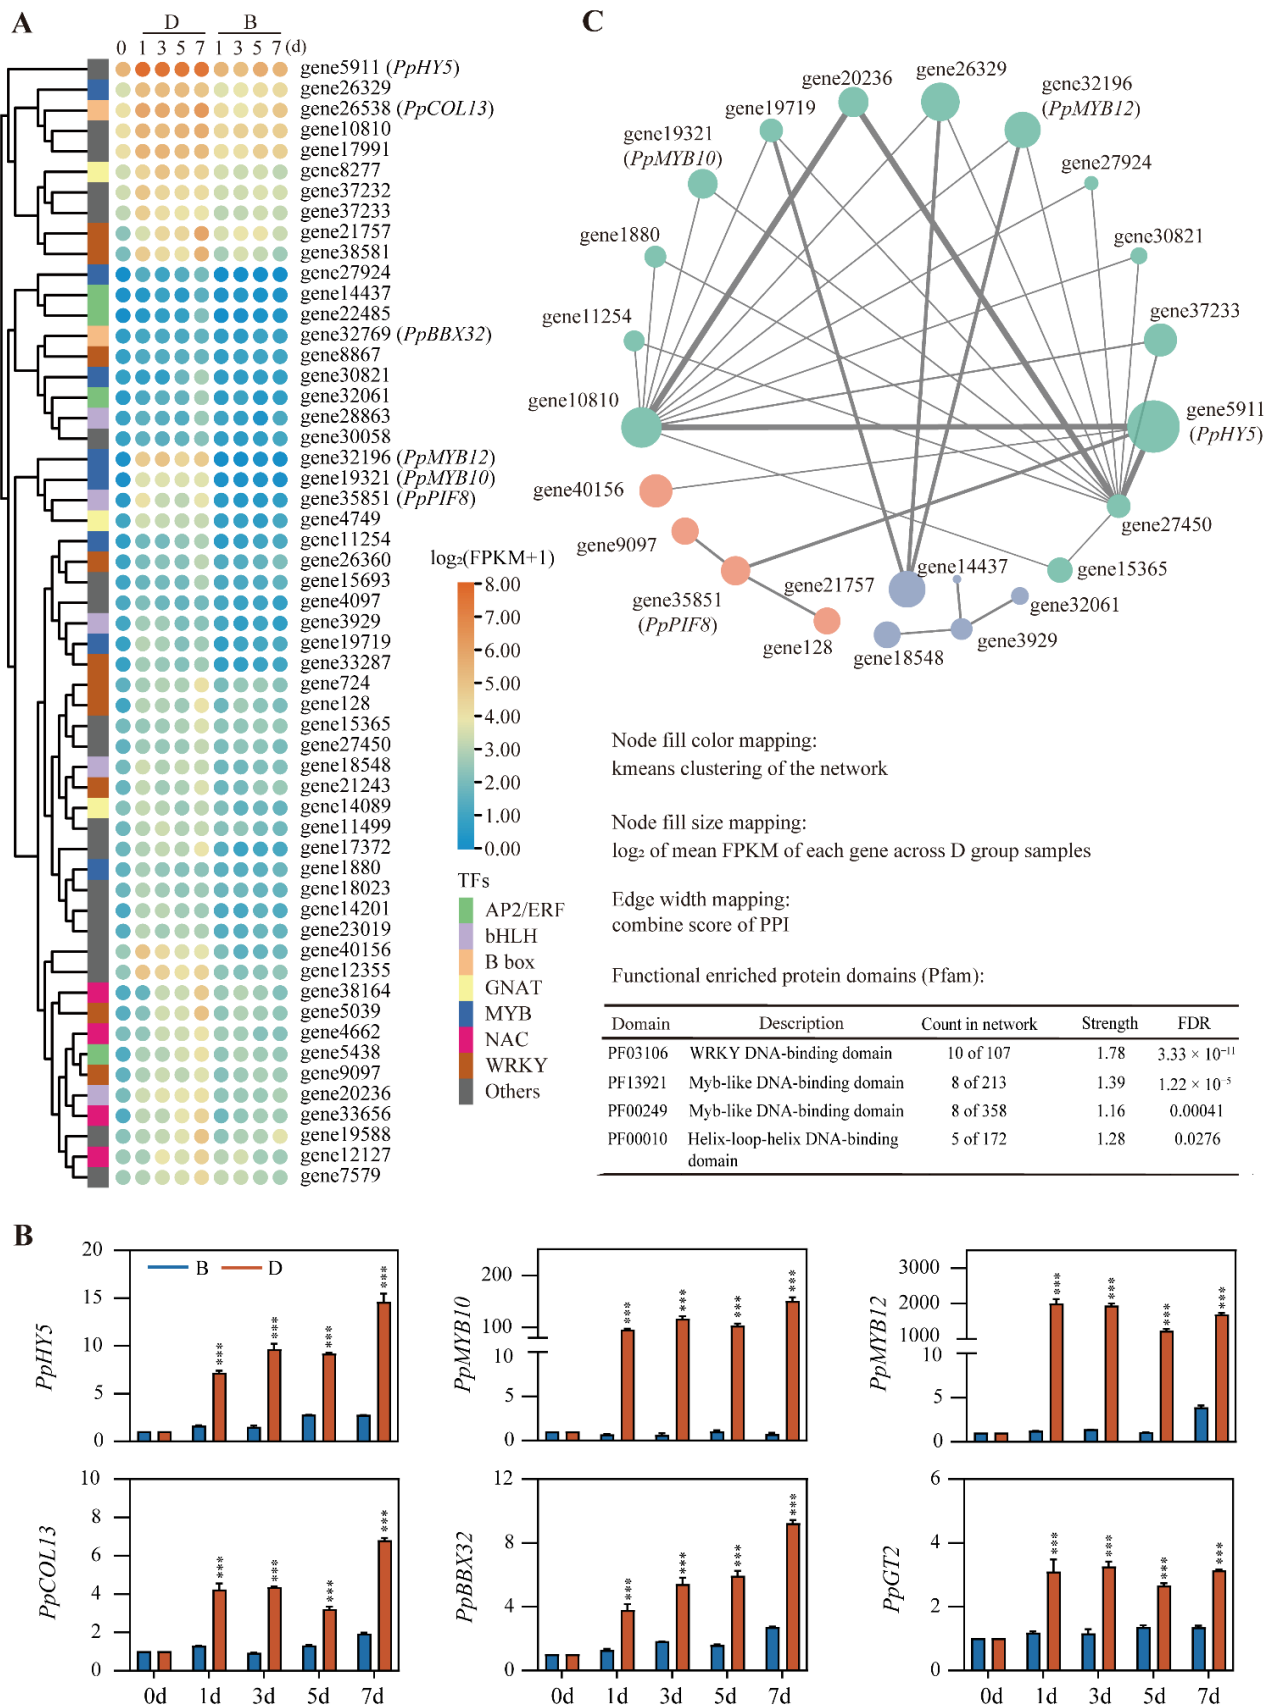 A
D B
0 1 3 5 7 1 3 5 7 (d)
gene5911 (PpHY5)
gene26329
gene26538 (PpCOL13)
gene10810
gene17991
gene8277
gene37232
gene37233
gene21757
gene38581
gene27924
gene14437
gene22485
gene32769 (PpBBX32)
gene8867
gene30821
gene32061
gene28863
gene30058
gene32196 (PpMYB12)
gene19321 (PpMYB10)
gene35851 (PpPIF8)
gene4749
gene11254
gene26360
gene15693
gene4097
gene3929
gene19719
gene33287
gene724
gene128
gene15365
gene27450
gene18548
gene21243
gene14089
gene11499
gene17372
gene1880
gene18023
gene14201
gene23019
gene40156
gene12355
gene38164
gene5039
gene4662
gene5438
gene9097
gene20236
gene33656
gene19588
gene12127
gene7579
log₂(FPKM+1)
8.00
7.00
6.00
5.00
4.00
3.00
2.00
1.00
0.00
TFs
AP2/ERF
bHLH
B box
GNAT
MYB
NAC
WRKY
Others
C
gene20236
gene26329
gene32196
(PpMYB12)
gene19719
gene19321
(PpMYB10)
gene27924
gene1880
gene30821
gene11254
gene37233
gene10810
gene5911
(PpHY5)
gene40156
gene27450
gene9097
gene14437
gene21757
gene15365
gene35851
(PpPIF8)
gene32061
gene128
gene3929
gene18548
Node fill color mapping:
kmeans clustering of the network
Node fill size mapping:
log₂ of mean FPKM of each gene across D group samples
Edge width mapping:
combine score of PPI
Functional enriched protein domains (Pfam):
Domain Description Count in network Strength FDR
PF03106 WRKY DNA-binding domain 10 of 107 1.78 3.33 × 10⁻¹¹
PF13921 Myb-like DNA-binding domain 8 of 213 1.39 1.22 × 10⁻⁵
PF00249 Myb-like DNA-binding domain 8 of 358 1.16 0.00041
PF00010 Helix-loop-helix DNA-binding 5 of 172 1.28 0.0276
domain
B
PpHY5
20
15
10
5
0
B D
***
***
***
***
PpMYB10
200
100
10
5
0
***
***
***
***
PpMYB12
3000
2000
1000
10
5
0
***
***
***
***
PpCOL13
10
8
6
4
2
0
***
***
***
***
0d 1d 3d 5d 7d
PpBBX32
12
8
4
0
***
***
***
***
0d 1d 3d 5d 7d
PpGT2
6
4
2
0
***
***
***
***
0d 1d 3d 5d 7d